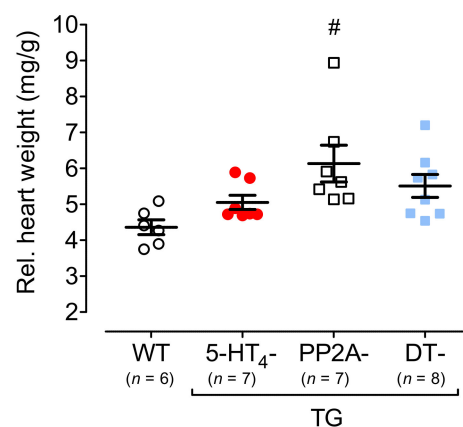 #
Rel. heart weight (mg/g)
10
9
8
7
6
5
4
3
2
WT 5-HT₄- PP2A- DT-
(n = 6) (n = 7) (n = 7) (n = 8)
TG